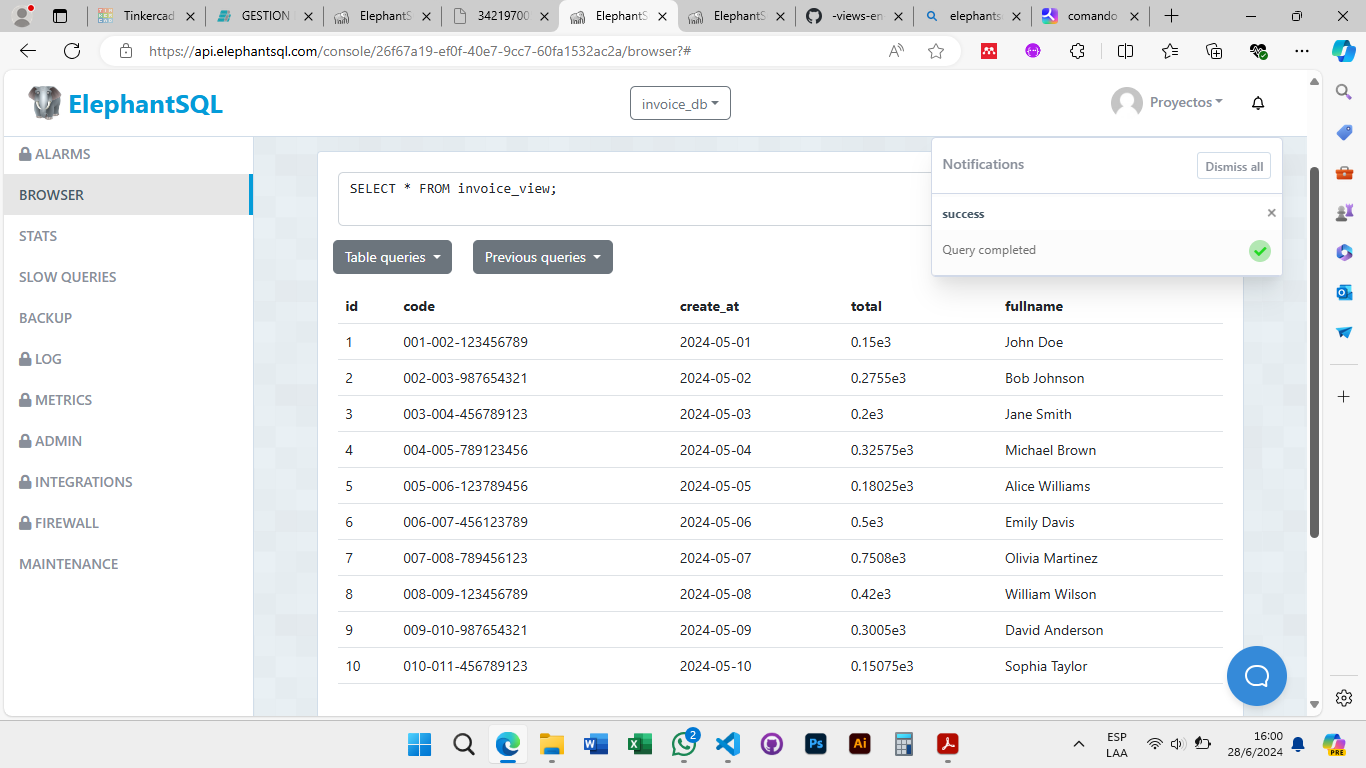 Tinkercad
GESTION
ElephantS
34219700
ElephantS
ElephantS
-views-en
elephants
comando
https://api.elephantsql.com/console/26f67a19-ef0f-40e7-9cc7-60fa1532ac2a/browser?#
ElephantSQL
invoice_db
Proyectos
ALARMS
BROWSER
STATS
SLOW QUERIES
BACKUP
LOG
METRICS
ADMIN
INTEGRATIONS
FIREWALL
MAINTENANCE
SELECT * FROM invoice_view;
Notifications
Dismiss all
success
Query completed
Table queries
Previous queries
id code create_at total fullname
1 001-002-123456789 2024-05-01 0.15e3 John Doe
2 002-003-987654321 2024-05-02 0.2755e3 Bob Johnson
3 003-004-456789123 2024-05-03 0.2e3 Jane Smith
4 004-005-789123456 2024-05-04 0.32575e3 Michael Brown
5 005-006-123789456 2024-05-05 0.18025e3 Alice Williams
6 006-007-456123789 2024-05-06 0.5e3 Emily Davis
7 007-008-789456123 2024-05-07 0.7508e3 Olivia Martinez
8 008-009-123456789 2024-05-08 0.42e3 William Wilson
9 009-010-987654321 2024-05-09 0.3005e3 David Anderson
10 010-011-456789123 2024-05-10 0.15075e3 Sophia Taylor
2
Ps
Ai
ESP
LAA
16:00
28/6/2024
PRE